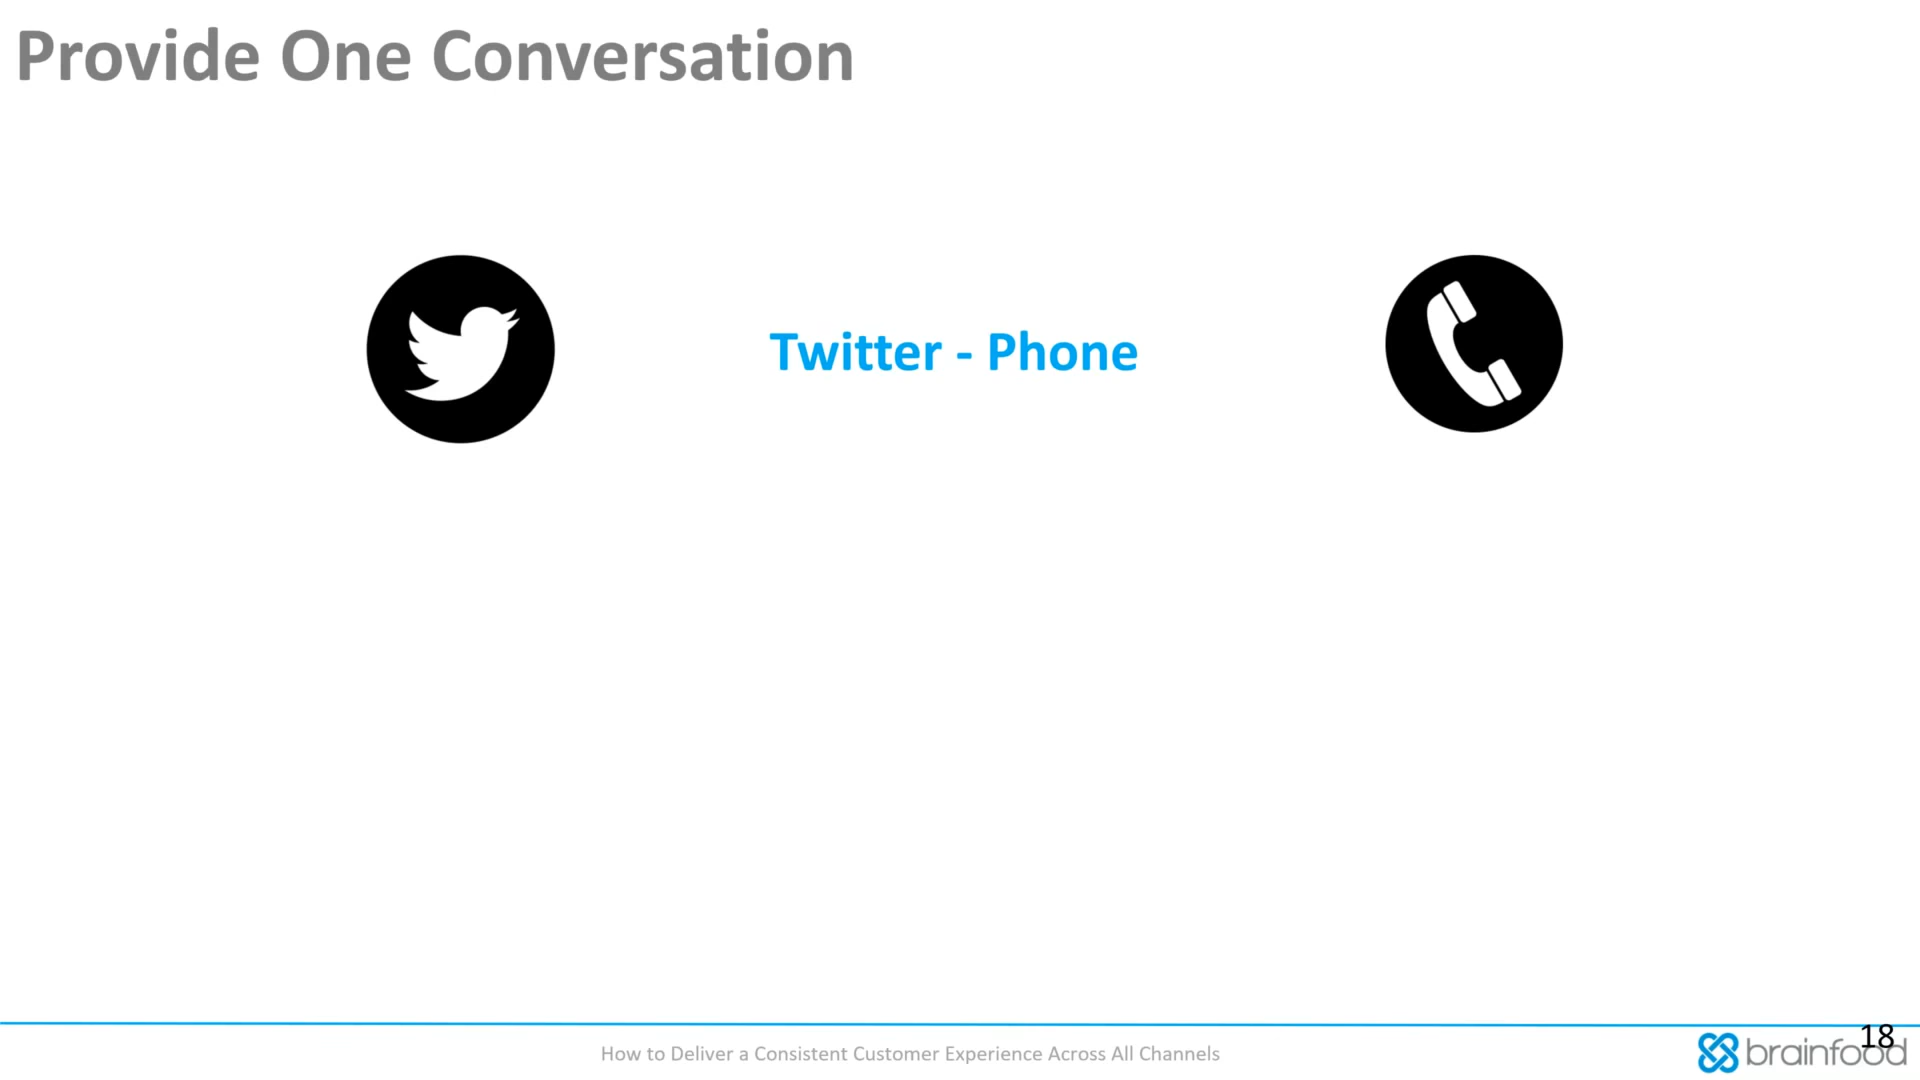 Provide One Conversation
Twitter - Phone
How to Deliver a Consistent Customer Experience Across All Channels
18
brainfood